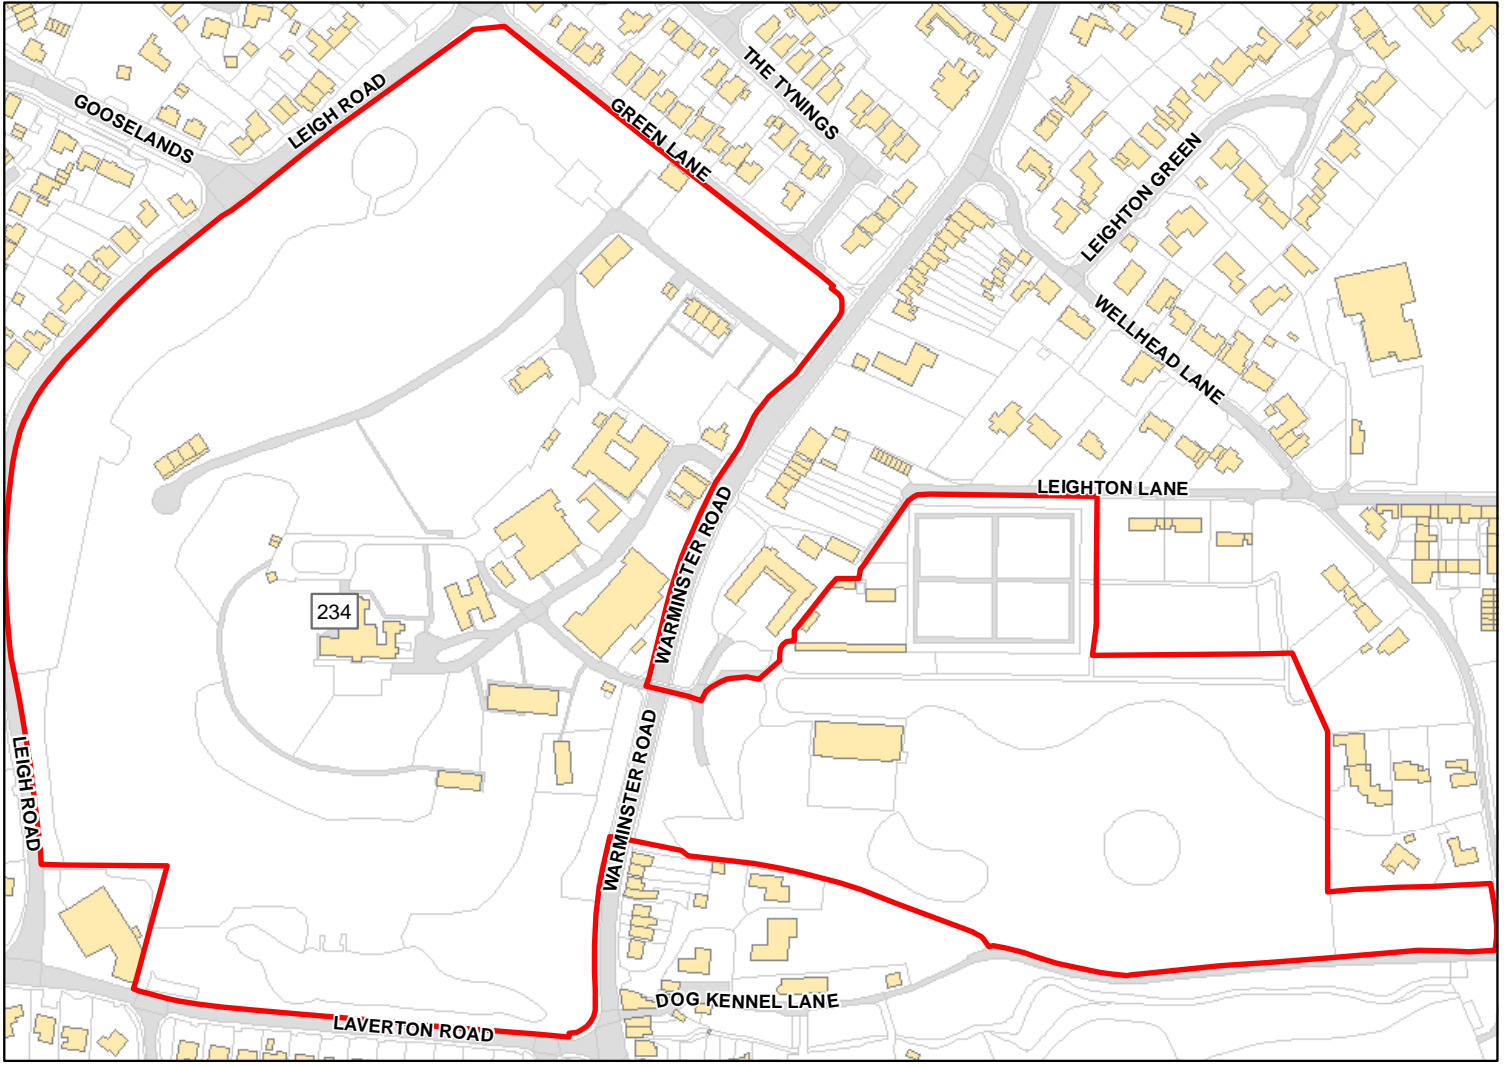 THE TYNINGS
GOOSELANDS
LEIGH ROAD
GREEN LANE
LEIGHTON GREEN
WELLHEAD LANE
LEIGHTON LANE
WARMINSTER ROAD
234
WARMINSTER ROAD
LEIGH ROAD
DOG KENNEL LANE
LAVERTON ROAD